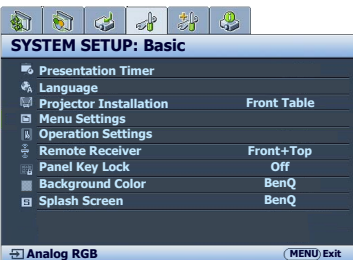 SYSTEM SETUP: Basic
Presentation Timer
Language
Projector Installation Front Table
Menu Settings
Operation Settings
Remote Receiver Front+Top
Panel Key Lock Off
Background Color BenQ
Splash Screen BenQ
Analog RGB MENU Exit